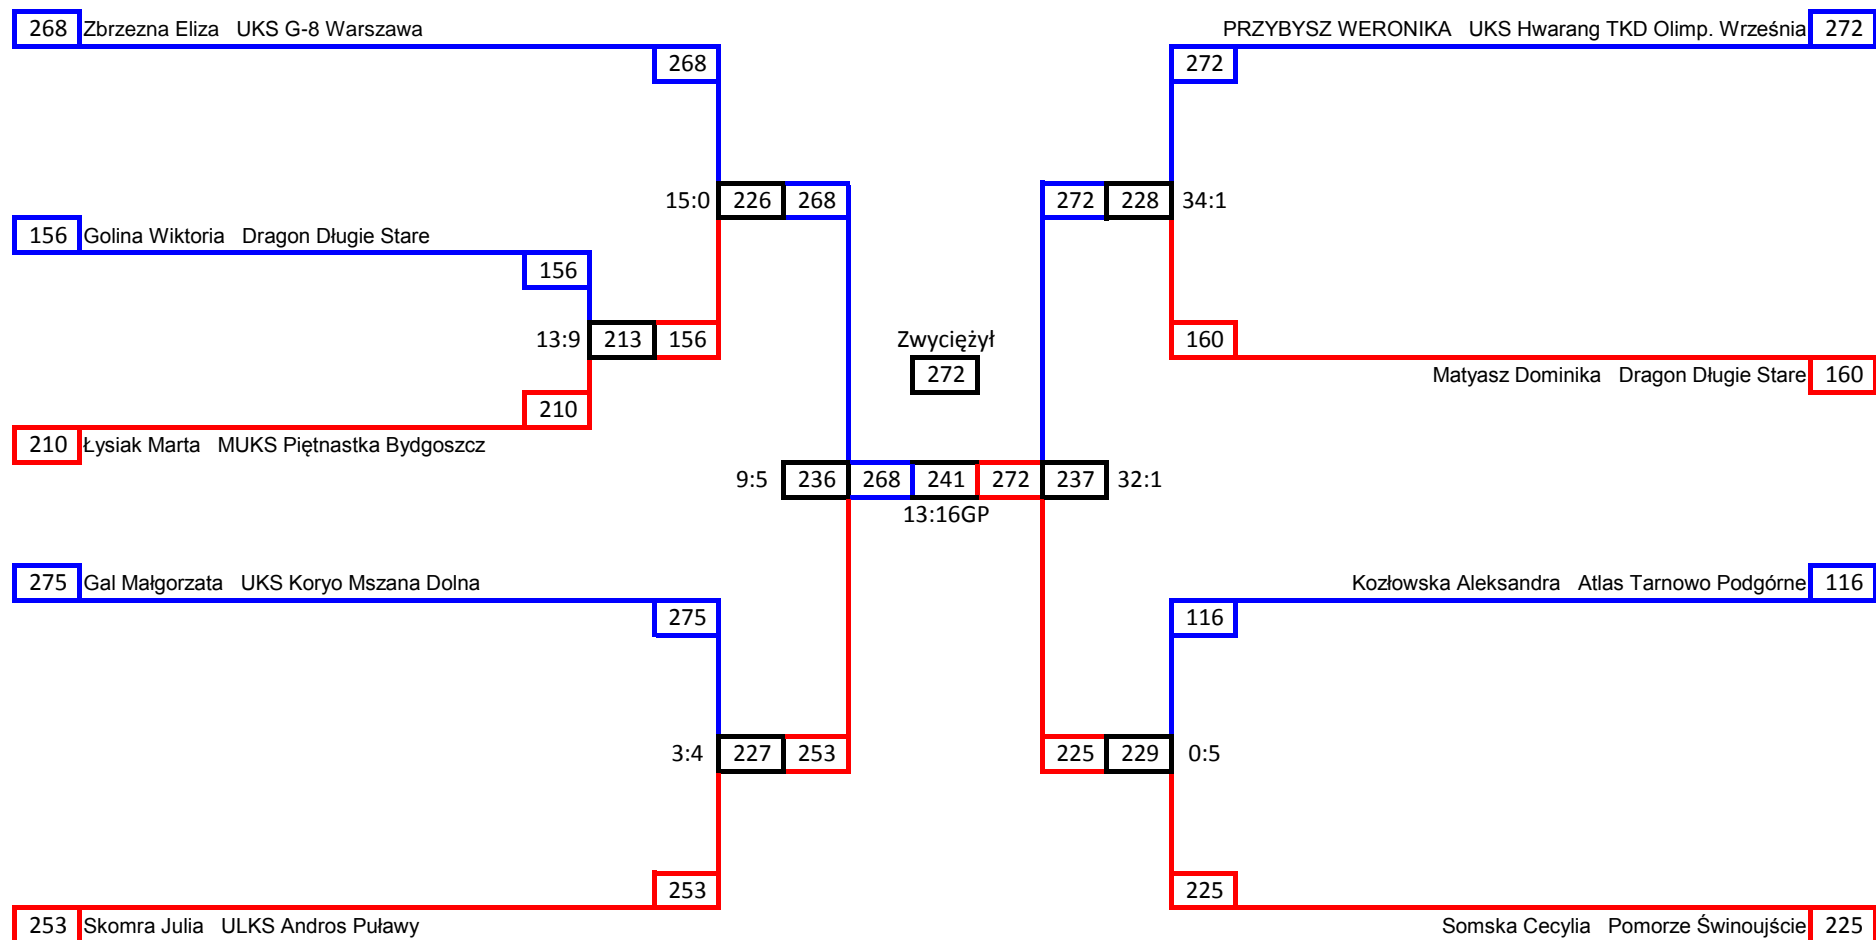 268 Zbrzezna Eliza UKS G-8 Warszawa
PRZYBYSZ WERONIKA UKS Hwarang TKD Olimp. Września 272
268
272
15:0 226 268
272 228 34:1
156 Golina Wiktoria Dragon Długie Stare
156
13:9 213 156
Zwyciężył
272
160
Matyasz Dominika Dragon Długie Stare 160
210
210 Łysiak Marta MUKS Piętnastka Bydgoszcz
9:5 236 268 241 272 237 32:1
13:16GP
275 Gal Małgorzata UKS Koryo Mszana Dolna
Kozłowska Aleksandra Atlas Tarnowo Podgórne 116
275
116
3:4 227 253
225 229 0:5
253
225
253 Skomra Julia ULKS Andros Puławy
Somska Cecylia Pomorze Świnoujście 225